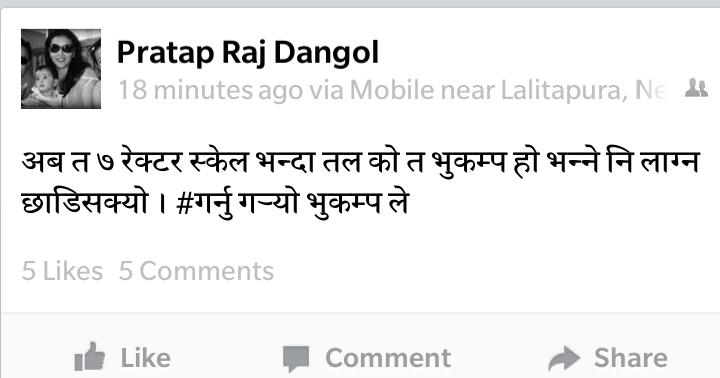 Pratap Raj Dangol
18 minutes ago via Mobile near Lalitapura, Ne
अब त ७ रेक्टर स्केल भन्दा तल को त भुकम्प हो भन्ने नि लाग्न
छाडिसक्यो । #गर्नु गर्‍यो भुकम्प ले
5 Likes 5 Comments
Like Comment Share